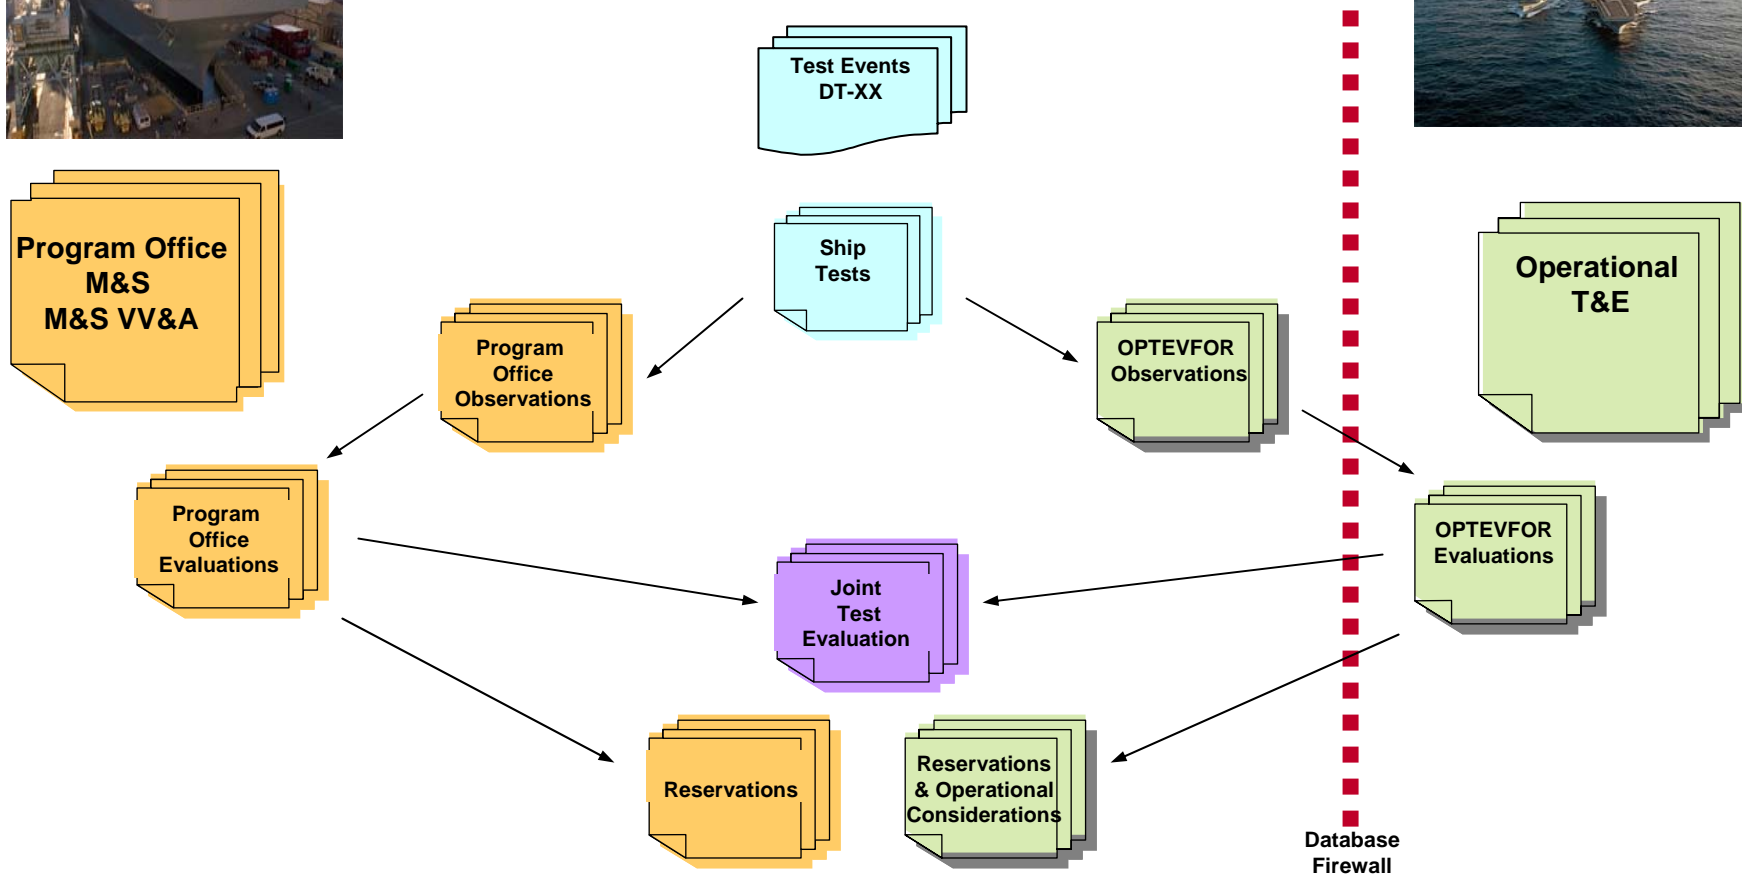 Test Events
DT-XX
Program Office
M&S
M&S VV&A
Ship
Tests
Operational
T&E
Program
Office
Observations
OPTEVFOR
Observations
Program
Office
Evaluations
OPTEVFOR
Evaluations
Joint
Test
Evaluation
Reservations
Reservations
& Operational
Considerations
Database
Firewall